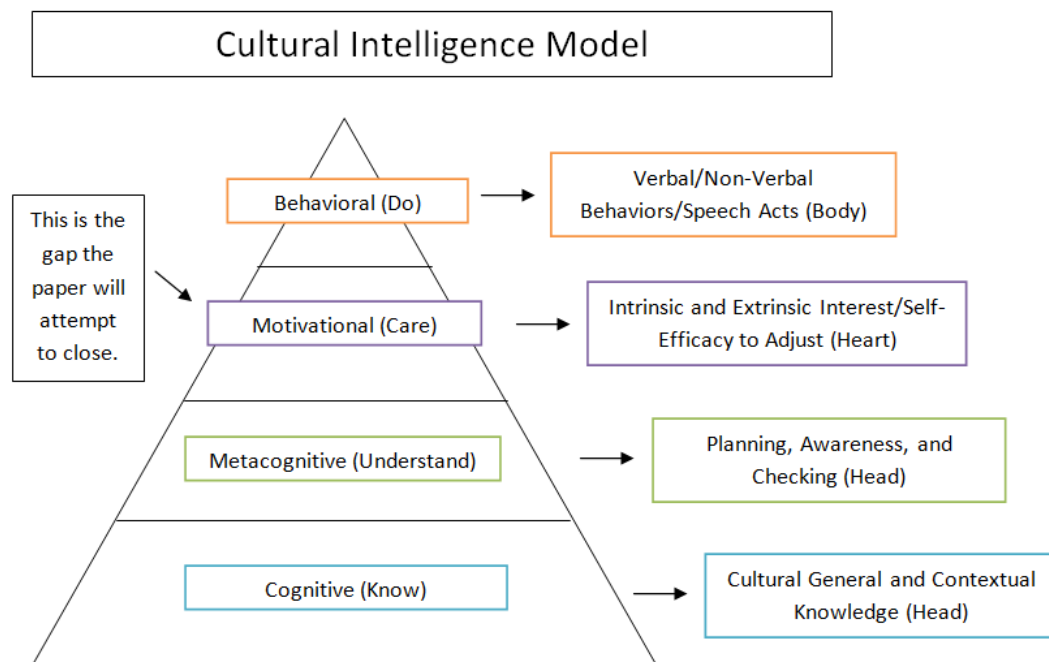 Cultural Intelligence Model
Behavioral (Do)
Verbal/Non-Verbal
Behaviors/Speech Acts (Body)
This is the
gap the
paper will
attempt
to close.
Motivational (Care)
Intrinsic and Extrinsic Interest/Self-
Efficacy to Adjust (Heart)
Metacognitive (Understand)
Planning, Awareness, and
Checking (Head)
Cognitive (Know)
Cultural General and Contextual
Knowledge (Head)